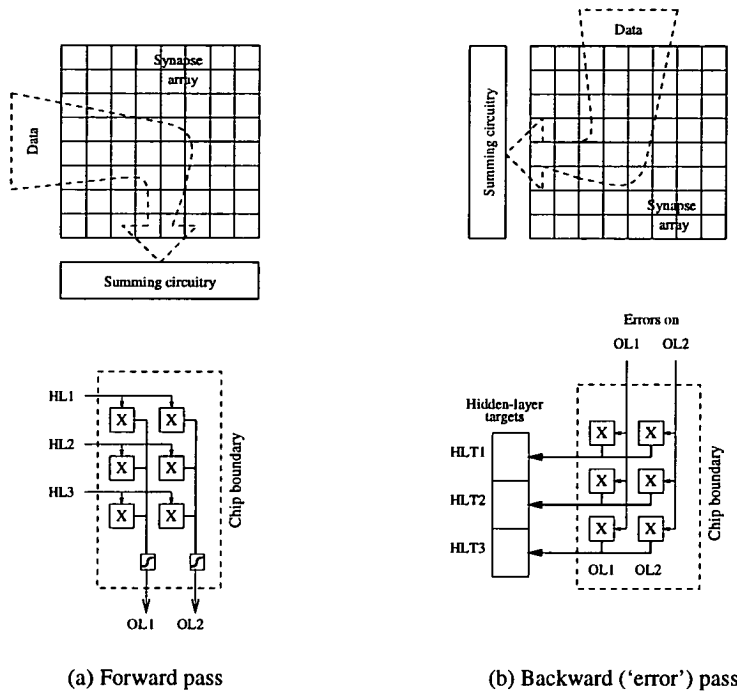 Synapse
array
Data
Summing circuitry
HL1
X
X
HL2
X
X
HL3
X
X
Chip boundary
OL1
OL2
(a) Forward pass
Data
Summing circuitry
Synapse
array
Errors on
OL1
OL2
Hidden-layer
targets
HLT1
X
X
HLT2
X
X
HLT3
X
X
OL1
OL2
Chip boundary
(b) Backward (‘error’) pass